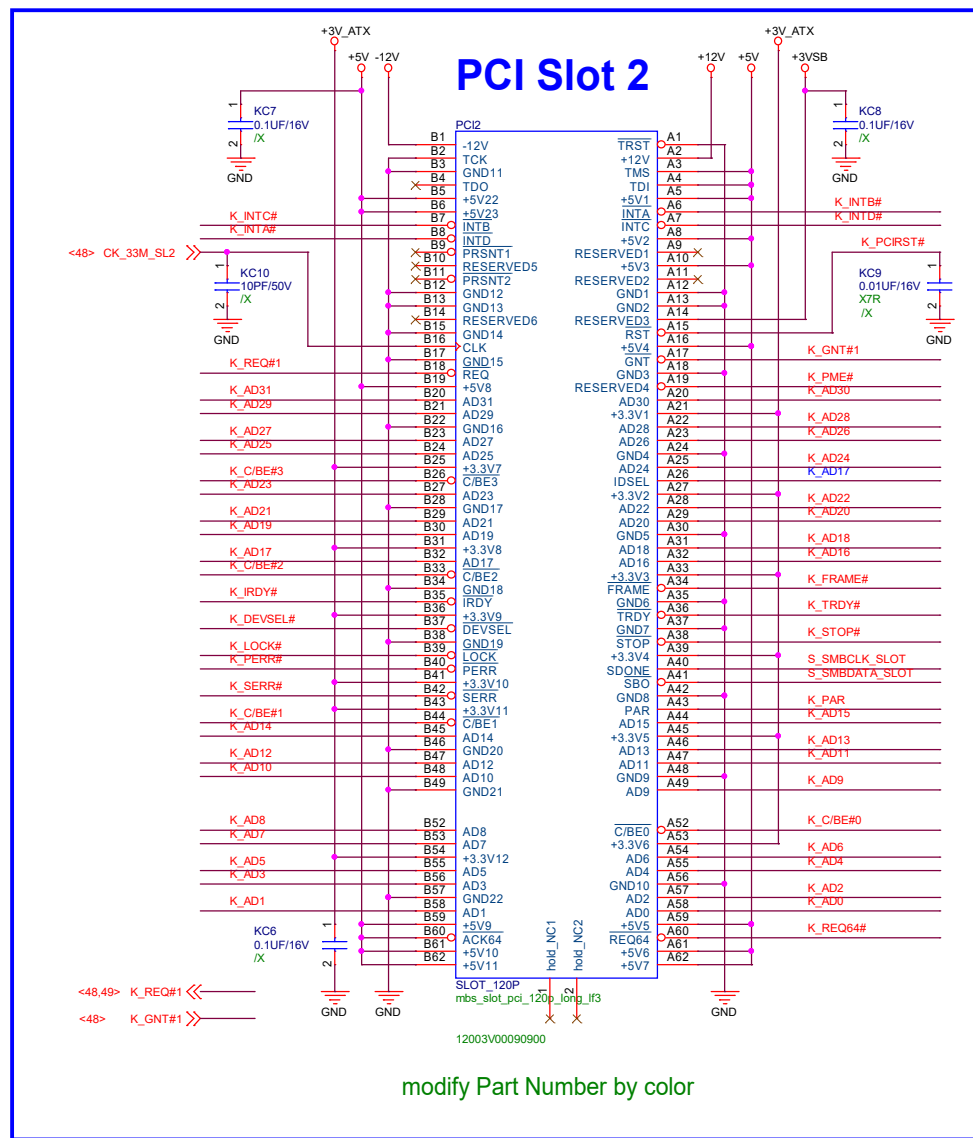 +3V_ATX
+5V -12V
PCI Slot 2
+12V +5V
+3V_ATX
+3VSB
KC7
0.1UF/16V
/X
1
2
GND
KC8
0.1UF/16V
/X
1
2
GND
PCI2
B1 -12V
B2 TCK
B3 GND11
B4 TDO
B5 +5V22
B6 +5V23
K_INTC# B7 INTB
K_INTA# B8 INTD
B9 PRSNT1
B10 RESERVED5
B11 PRSNT2
B12 GND12
B13 GND13
B14 RESERVED6
B15 GND14
B16 CLK
B17 GND15
K_REQ#1 B18 REQ
B19 +5V8
K_AD31 B20 AD31
K_AD29 B21 AD29
B22 GND16
K_AD27 B23 AD27
K_AD25 B24 AD25
B25 +3.3V7
K_C/BE#3 B26 C/BE3
K_AD23 B27 AD23
B28 GND17
K_AD21 B29 AD21
K_AD19 B30 AD19
B31 +3.3V8
K_AD17 B32 AD17
K_C/BE#2 B33 C/BE2
B34 GND18
K_IRDY# B35 IRDY
B36 +3.3V9
K_DEVSEL# B37 DEVSEL
B38 GND19
K_LOCK# B39 LOCK
K_PERR# B40 PERR
B41 +3.3V10
K_SERR# B42 SERR
B43 +3.3V11
K_C/BE#1 B44 C/BE1
K_AD14 B45 AD14
B46 GND20
K_AD12 B47 AD12
K_AD10 B48 AD10
B49 GND21
K_AD8 B52 AD8
K_AD7 B53 AD7
B54 +3.3V12
K_AD5 B55 AD5
K_AD3 B56 AD3
B57 GND22
K_AD1 B58 AD1
B59 +5V9
B60 ACK64
B61 +5V10
B62 +5V11
<48> CK_33M_SL2
KC10
10PF/50V
/X
1
2
GND
TRST A1
+12V A2
TMS A3
TDI A4
+5V1 A5
INTA A6 K_INTB#
INTC A7 K_INTD#
+5V2 A8
RESERVED1 A9
+5V3 A10
RESERVED2 A11
GND1 A12
GND2 A13
RESERVED3 A14
RST A15 K_PCIRST#
+5V4 A16
GNT A17 K_GNT#1
GND3 A18
RESERVED4 A19 K_PME#
AD30 A20 K_AD30
+3.3V1 A21
AD28 A22 K_AD28
AD26 A23 K_AD26
GND4 A24
AD24 A25 K_AD24
IDSEL A26 K_AD17
+3.3V2 A27
AD22 A28 K_AD22
AD20 A29 K_AD20
GND5 A30
AD18 A31 K_AD18
AD16 A32 K_AD16
+3.3V3 A33
FRAME A34 K_FRAME#
GND6 A35
TRDY A36 K_TRDY#
GND7 A37
STOP A38 K_STOP#
+3.3V4 A39
SDONE A40 S_SMBCLK_SLOT
SBO A41 S_SMBDATA_SLOT
GND8 A42
PAR A43 K_PAR
AD15 A44 K_AD15
+3.3V5 A45
AD13 A46 K_AD13
AD11 A47 K_AD11
GND9 A48
AD9 A49 K_AD9
C/BE0 A52 K_C/BE#0
+3.3V6 A53
AD6 A54 K_AD6
AD4 A55 K_AD4
GND10 A56
AD2 A57 K_AD2
AD0 A58 K_AD0
+5V5 A59
REQ64 A60 K_REQ64#
+5V6 A61
+5V7 A62
KC9
0.01UF/16V
X7R
/X
1
2
GND
KC6
0.1UF/16V
/X
1
2
GND GND
hold_NC1
hold_NC2
1
2
GND
SLOT_120P
mbs_slot_pci_120p_long_lf3
<48,49> K_REQ#1
<48> K_GNT#1
12003V00090900
modify Part Number by color